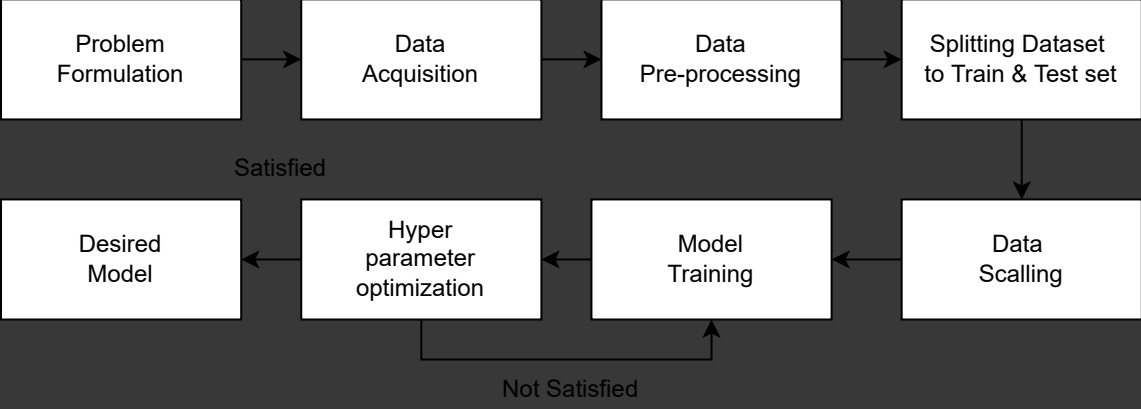 Problem
Formulation
Data
Acquisition
Data
Pre-processing
Splitting Dataset
to Train & Test set
Satisfied
Desired
Model
Hyper
parameter
optimization
Model
Training
Data
Scalling
Not Satisfied